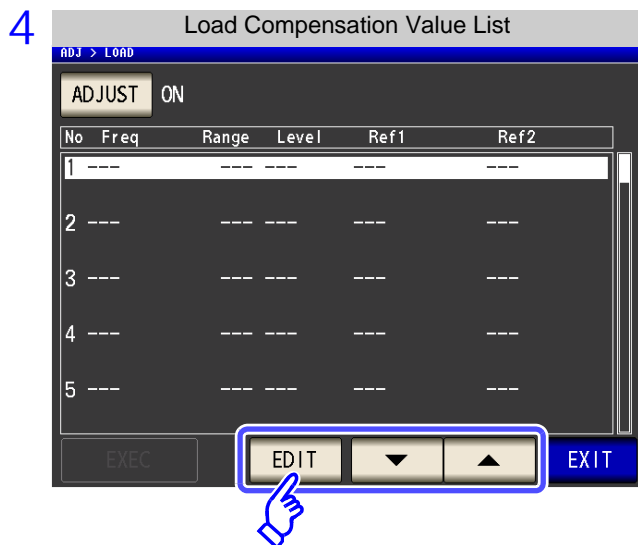 4
Load Compensation Value List
ADJ > LOAD
ADJUST ON
No Freq Range Level Ref1 Ref2
1 --- --- --- --- ---
2 --- --- --- --- ---
3 --- --- --- --- ---
4 --- --- --- --- ---
5 --- --- --- --- ---
EXEC EDIT ▼ ▲ EXIT